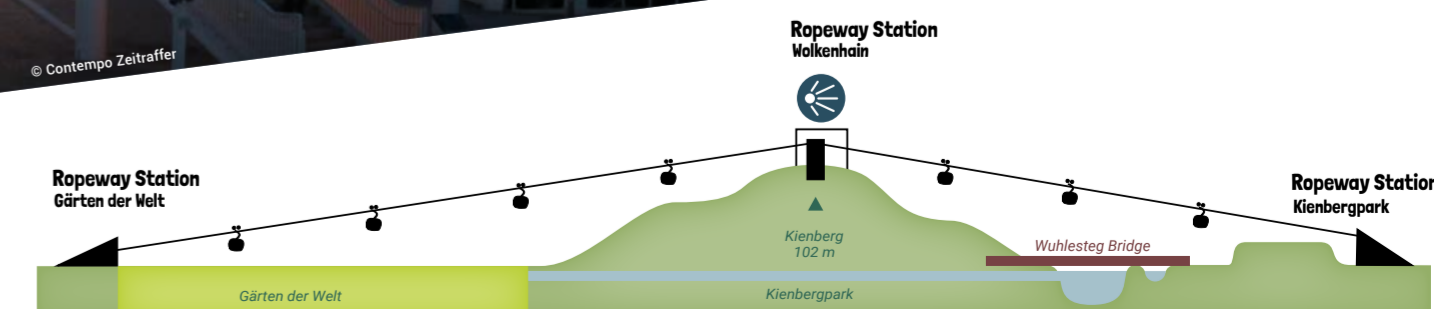 © Contempo Zeitraffer
Ropeway Station
Wolkenhain
Ropeway Station
Gärten der Welt
Ropeway Station
Kienbergpark
Kienberg
102 m
Wuhlesteg Bridge
Gärten der Welt
Kienbergpark